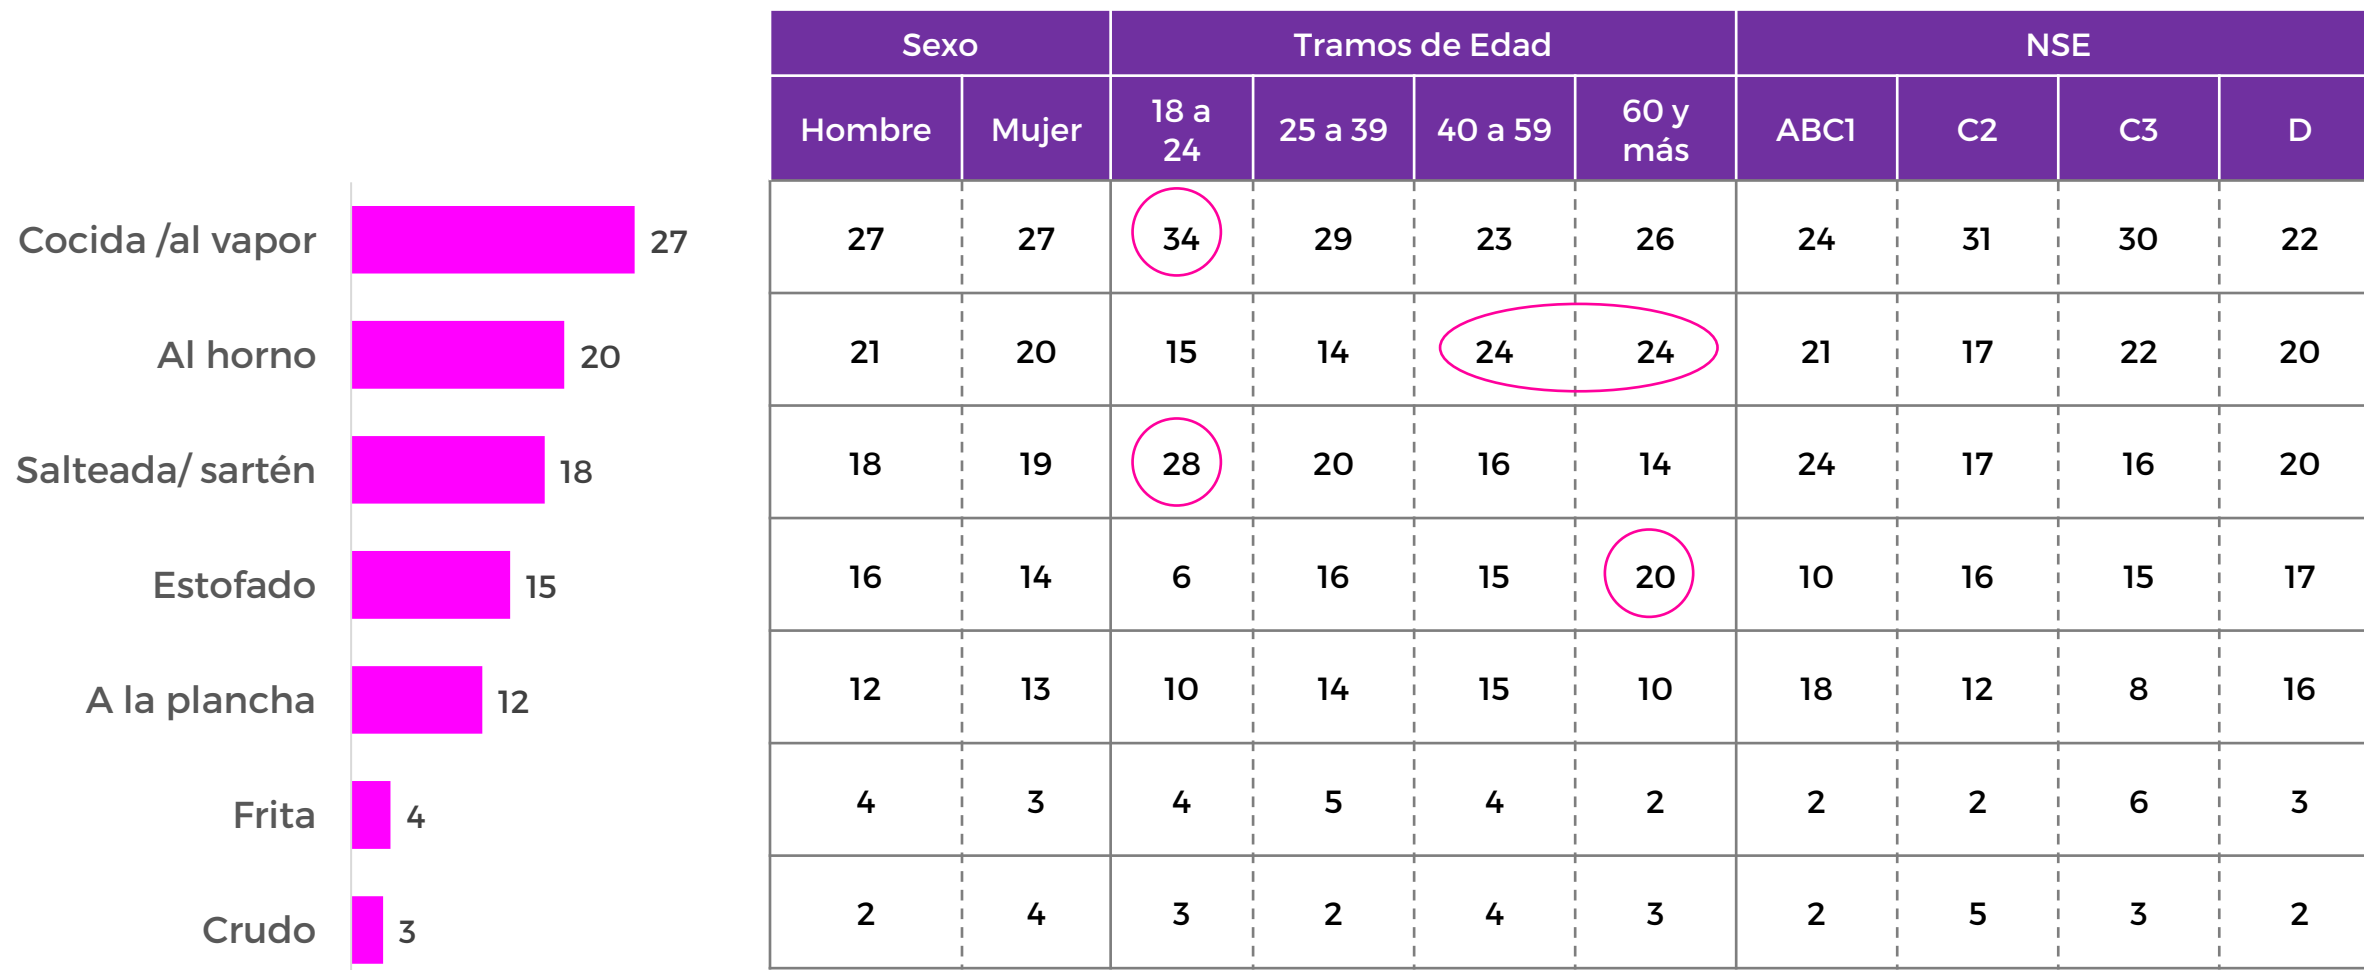 Sexo Tramos de Edad NSE
Hombre Mujer 18 a 24 25 a 39 40 a 59 60 y más ABC1 C2 C3 D
Cocida /al vapor 27 27 27 34 29 23 26 24 31 30 22
Al horno 20 21 20 15 14 24 24 21 17 22 20
Salteada/ sartén 18 18 19 28 20 16 14 24 17 16 20
Estofado 15 16 14 6 16 15 20 10 16 15 17
A la plancha 12 12 13 10 14 15 10 18 12 8 16
Frita 4 4 3 4 5 4 2 2 2 6 3
Crudo 3 2 4 3 2 4 3 2 5 3 2